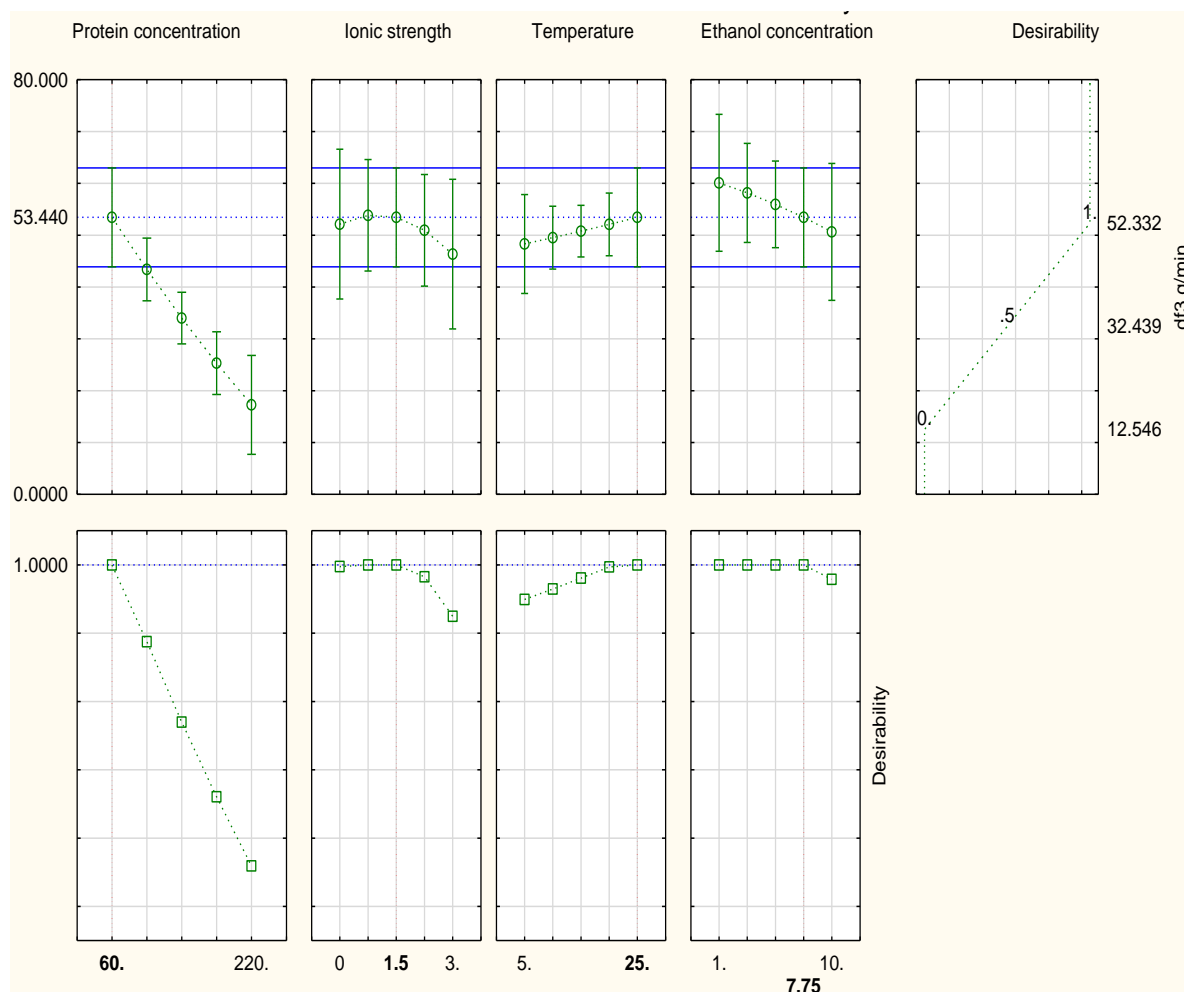 Protein concentration
Ionic strength
Temperature
Ethanol concentration
Desirability
80.000
53.440
0.0000
1.
.5
0.
52.332
32.439
12.546
df3 g/min
1.0000
Desirability
60.
220.
0
1.5
3.
5.
25.
1.
10.
7.75